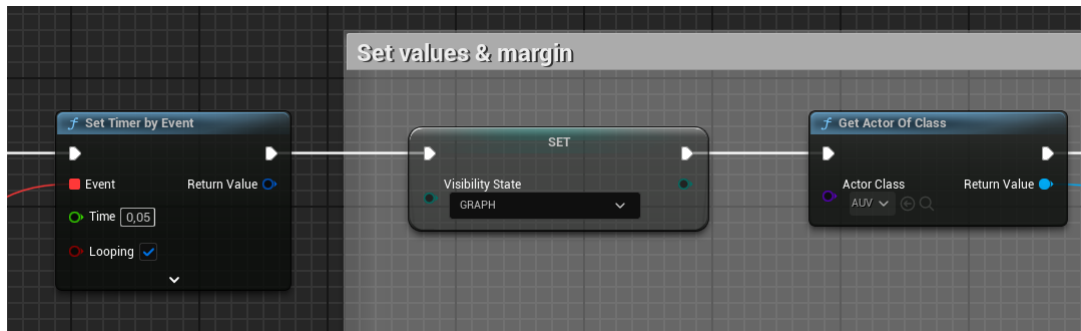 Set values & margin
f Set Timer by Event
Event
Return Value
Time 0,05
Looping
SET
Visibility State
GRAPH
f Get Actor Of Class
Actor Class
Return Value
AUV